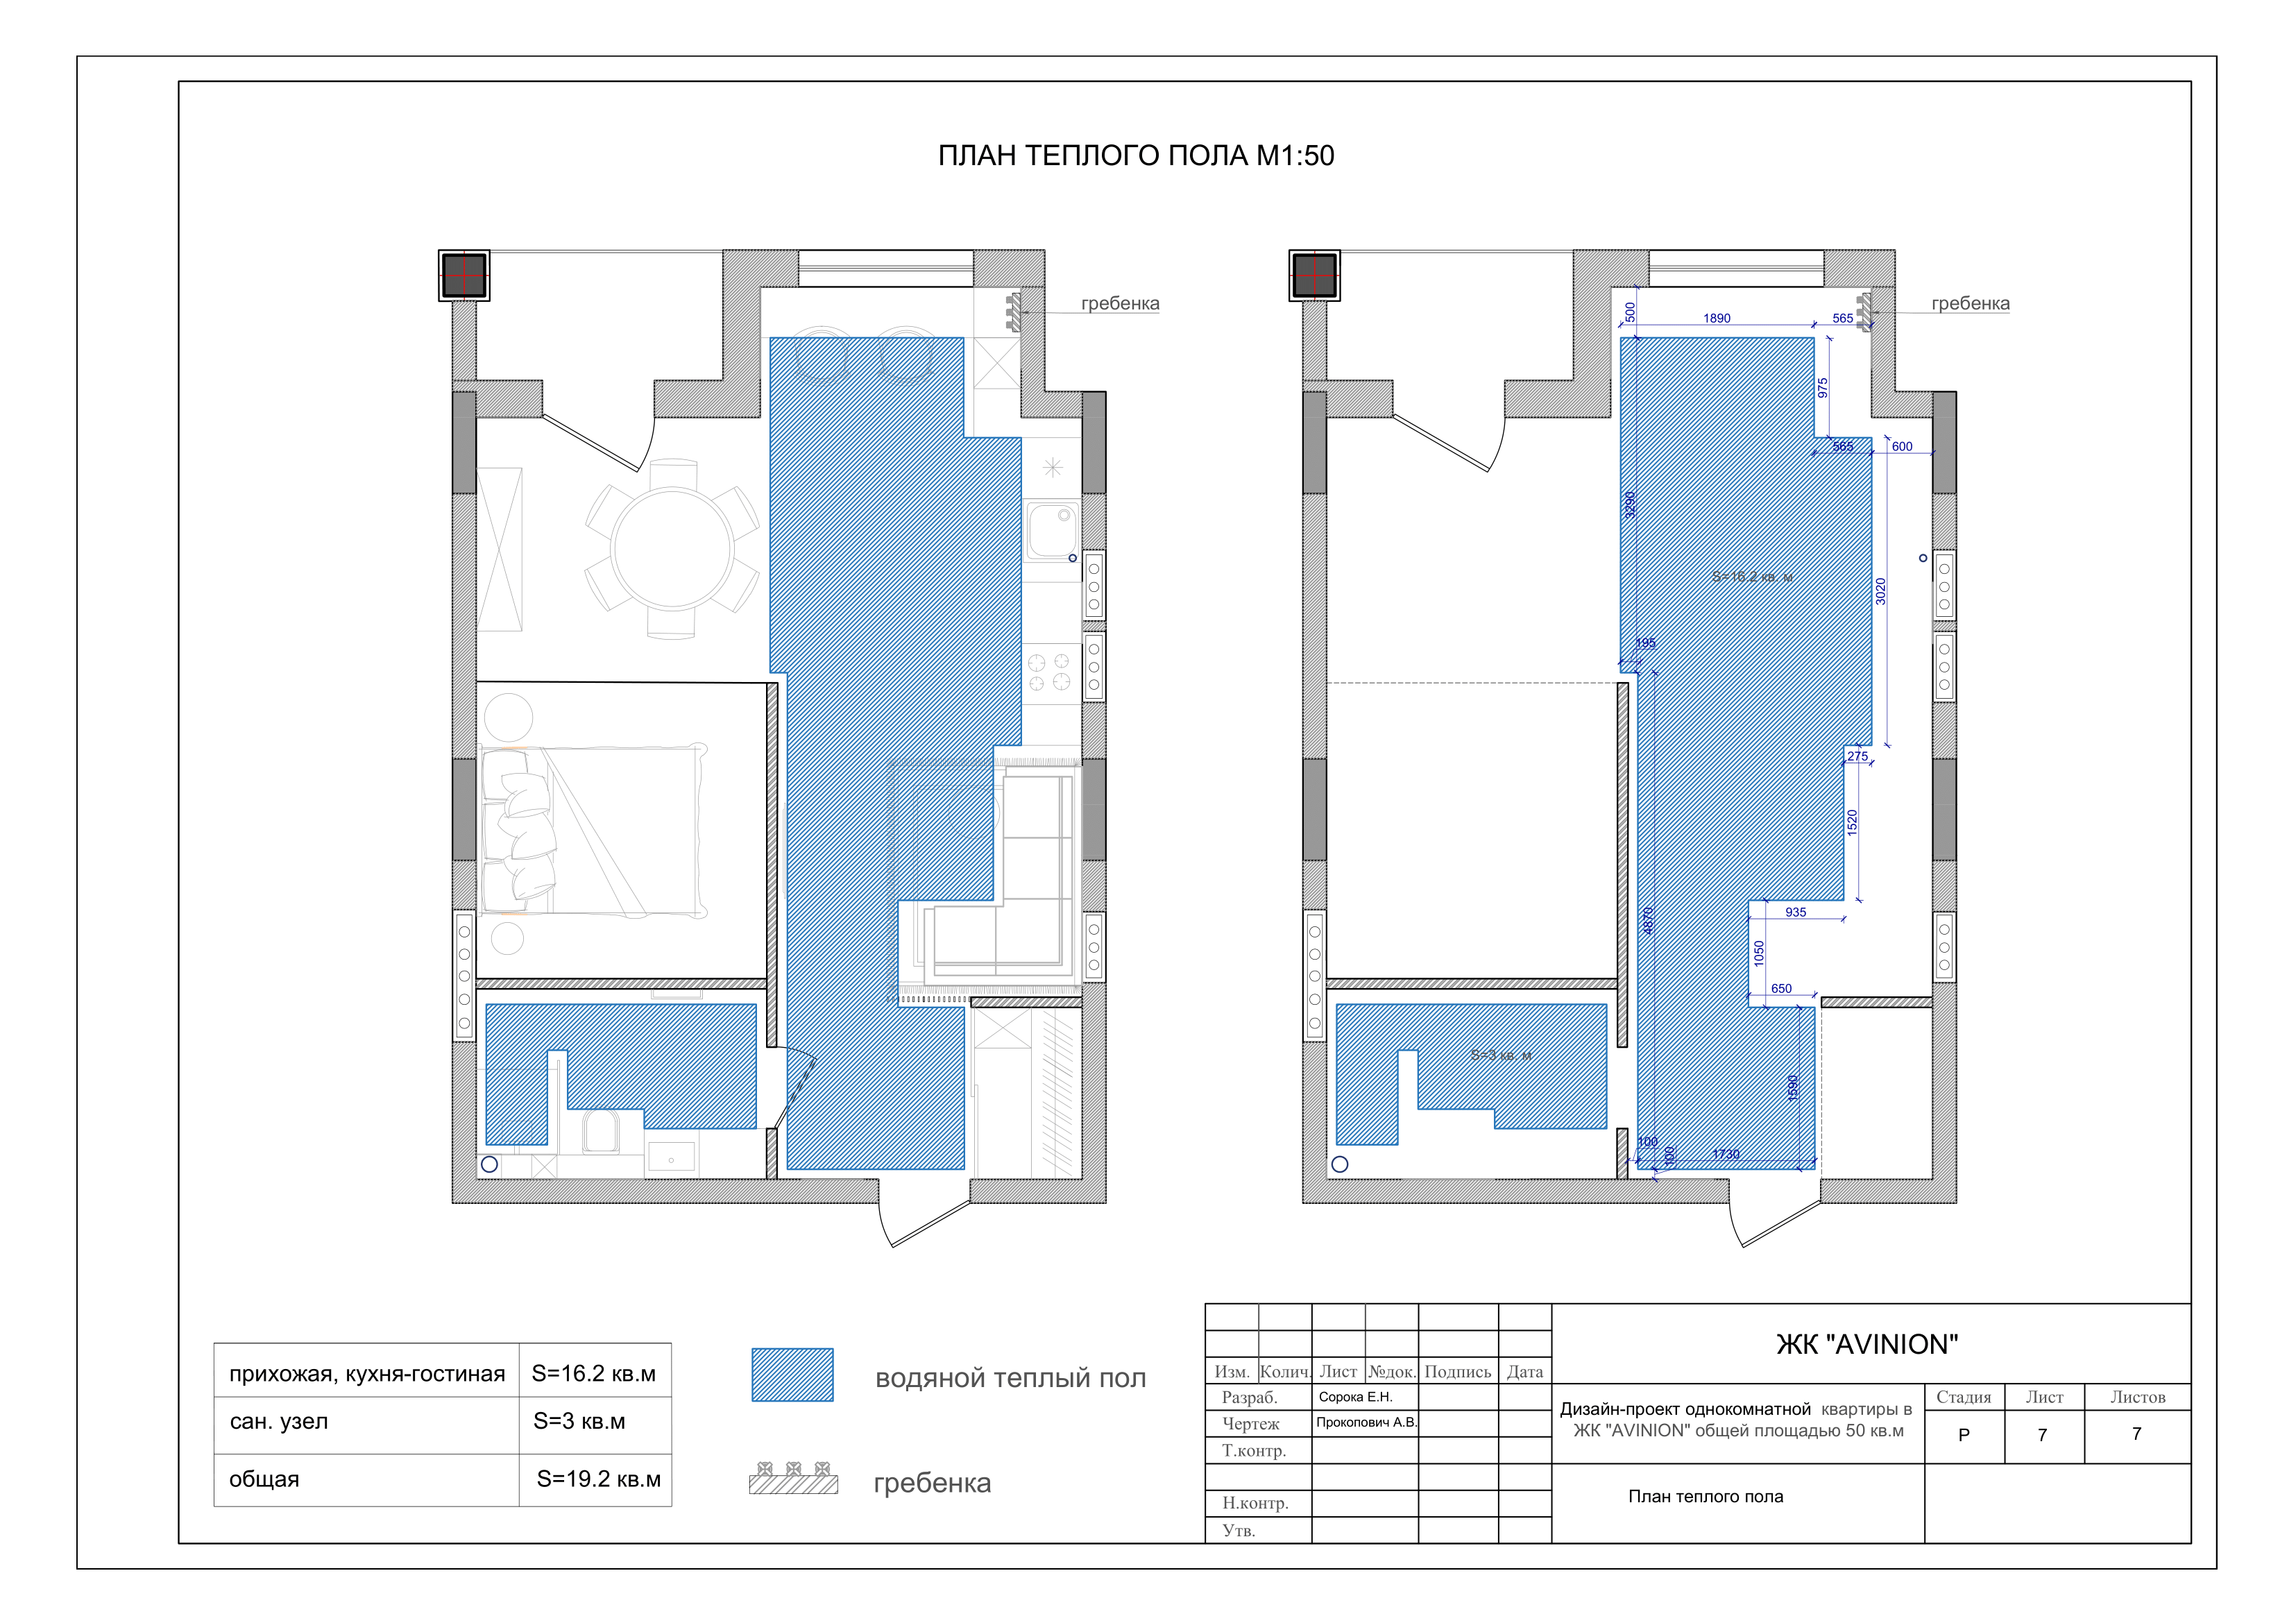 ПЛАН ТЕПЛОГО ПОЛА М1:50
гребенка
гребенка
500
1890
565
975
565
600
3290
3020
S=16.2 кв. м
195
275
1520
4870
935
1050
650
S=3 кв. м
1590
100
100
1730
прихожая, кухня-гостиная S=16.2 кв.м
сан. узел S=3 кв.м
общая S=19.2 кв.м
водяной теплый пол
гребенка
ЖК "AVINION"
Изм. Колич. Лист №док. Подпись Дата
Разраб. Сорока Е.Н.
Чертеж Прокопович А.В.
Т.контр.
Н.контр.
Утв.
Дизайн-проект однокомнатной квартиры в
ЖК "AVINION" общей площадью 50 кв.м
Стадия Лист Листов
Р 7 7
План теплого пола